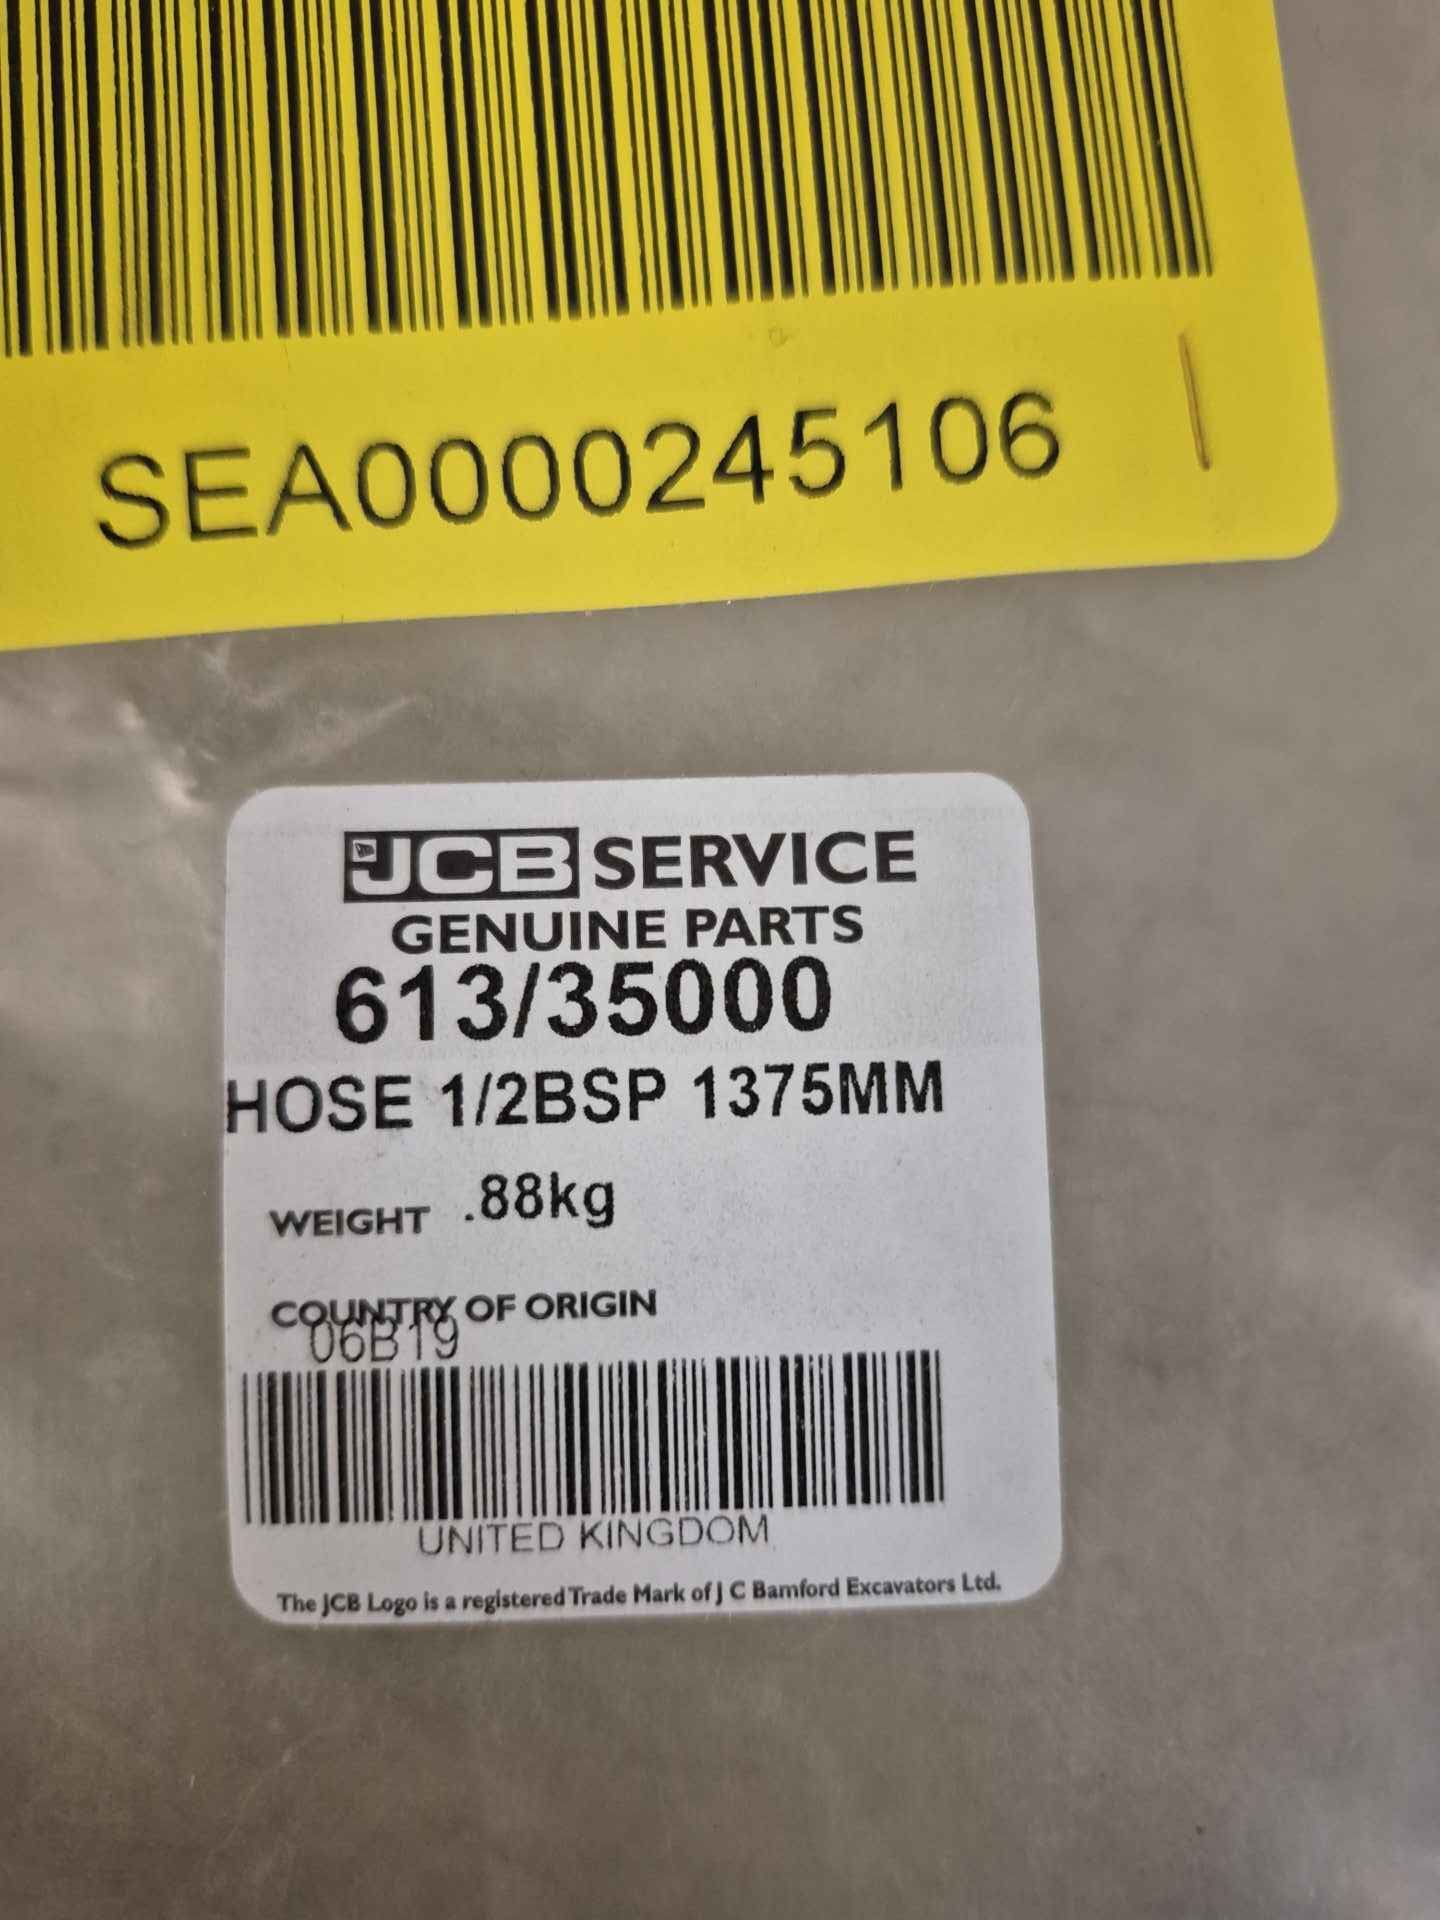 SEA0000245106
JCB SERVICE
GENUINE PARTS
613/35000
HOSE 1/2BSP 1375MM
WEIGHT .88kg
COUNTRY OF ORIGIN
06B19
UNITED KINGDOM
The JCB Logo is a registered Trade Mark of J C Bamford Excavators Ltd.